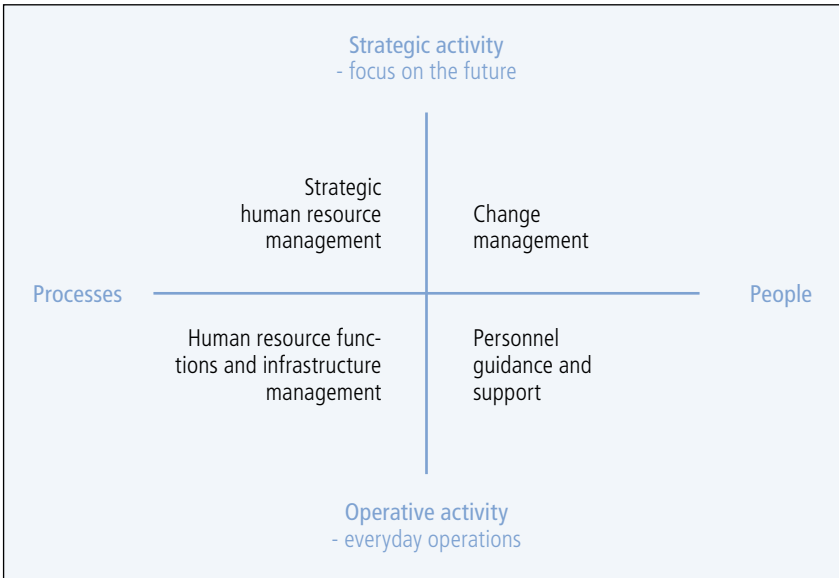 Strategic activity
- focus on the future
Strategic
human resource
management
Change
management
Processes
People
Human resource func-
tions and infrastructure
management
Personnel
guidance and
support
Operative activity
- everyday operations